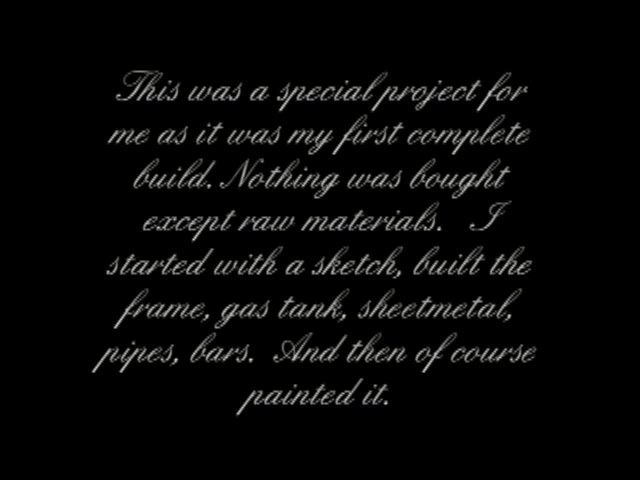 This was a special project for
me as it was my first complete
build. Nothing was bought
except raw materials.   I
started with a sketch, built the
frame, gas tank, sheetmetal,
pipes, bars.  And then of course
painted it.